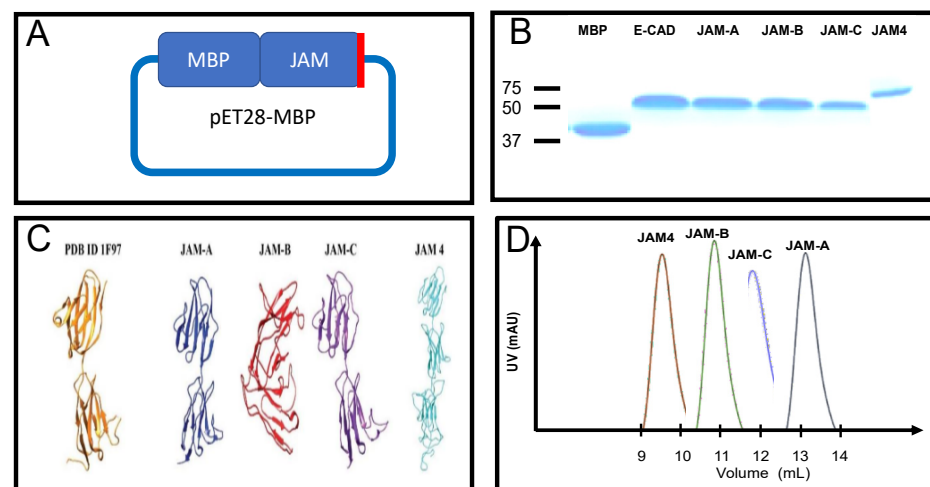 A
MBP JAM
pET28-MBP
B
MBP E-CAD JAM-A JAM-B JAM-C JAM4
75
50
37
C
PDB ID 1F97 JAM-A JAM-B JAM-C JAM 4
D
JAM4 JAM-B JAM-C JAM-A
UV (mAU)
9 10 11 12 13 14
Volume (mL)